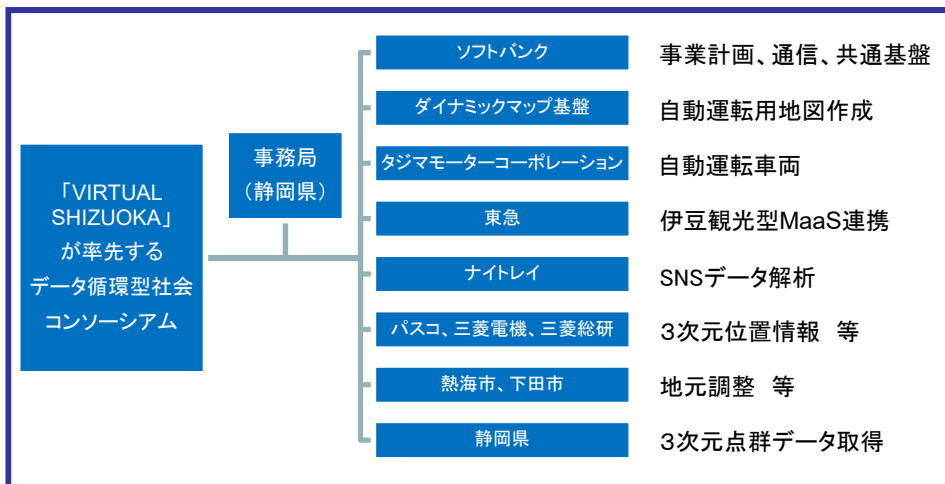 「VIRTUAL
SHIZUOKA」
が率先する
データ循環型社会
コンソーシアム
事務局
（静岡県）
ソフトバンク 事業計画、通信、共通基盤
ダイナミックマップ基盤 自動運転用地図作成
タジマモーターコーポレーション 自動運転車両
東急 伊豆観光型MaaS連携
ナイトレイ SNSデータ解析
パスコ、三菱電機、三菱総研 ３次元位置情報　等
熱海市、下田市 地元調整　等
静岡県 ３次元点群データ取得